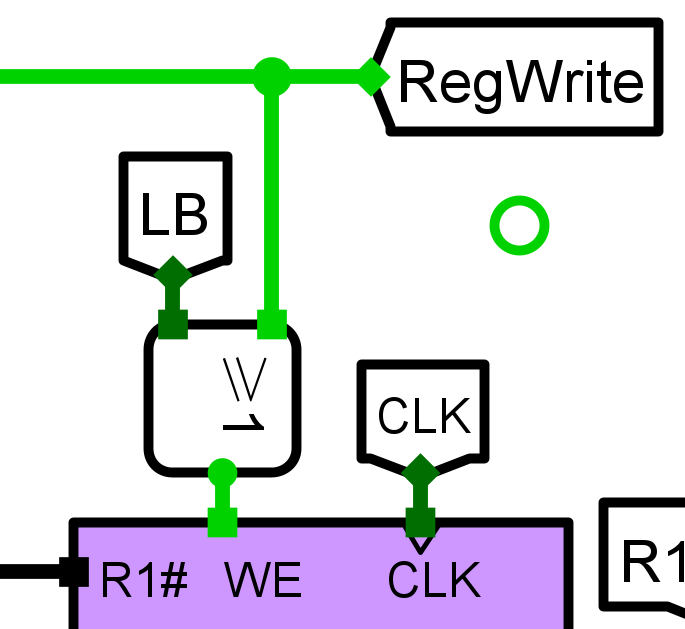 RegWrite
LB
≥1
CLK
R1# WE CLK
R1